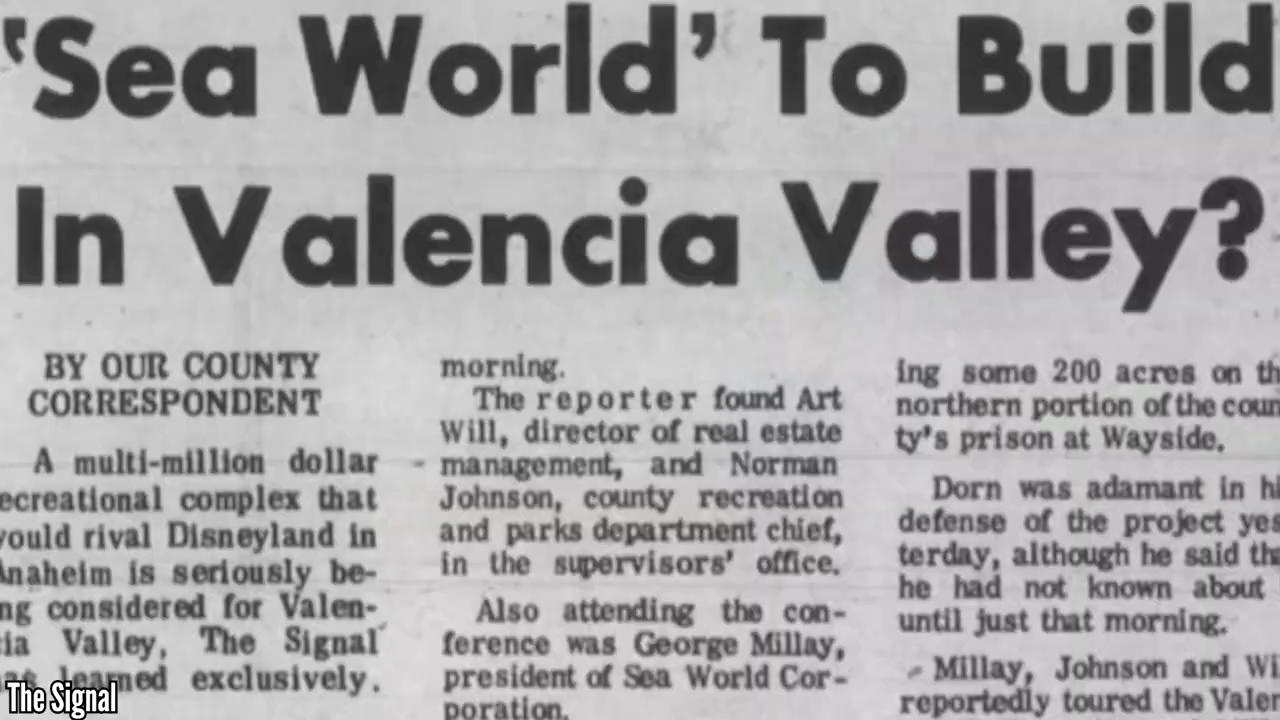 'Sea World' To Build
In Valencia Valley?
BY OUR COUNTY
CORRESPONDENT
A multi-million dollar
ecreational complex that
would rival Disneyland in
Anaheim is seriously be-
ng considered for Valen-
cia Valley, The Signal
learned exclusively.
morning.
The reporter found Art
Will, director of real estate
management, and Norman
Johnson, county recreation
and parks department chief,
in the supervisors' office.
Also attending the con-
ference was George Millay,
president of Sea World Cor-
poration.
ing some 200 acres on th
northern portion of the coun
ty's prison at Wayside.
Dorn was adamant in hi
defense of the project yes
terday, although he said tha
he had not known about
until just that morning.
Millay, Johnson and Wi
reportedly toured the Valen
The Signal